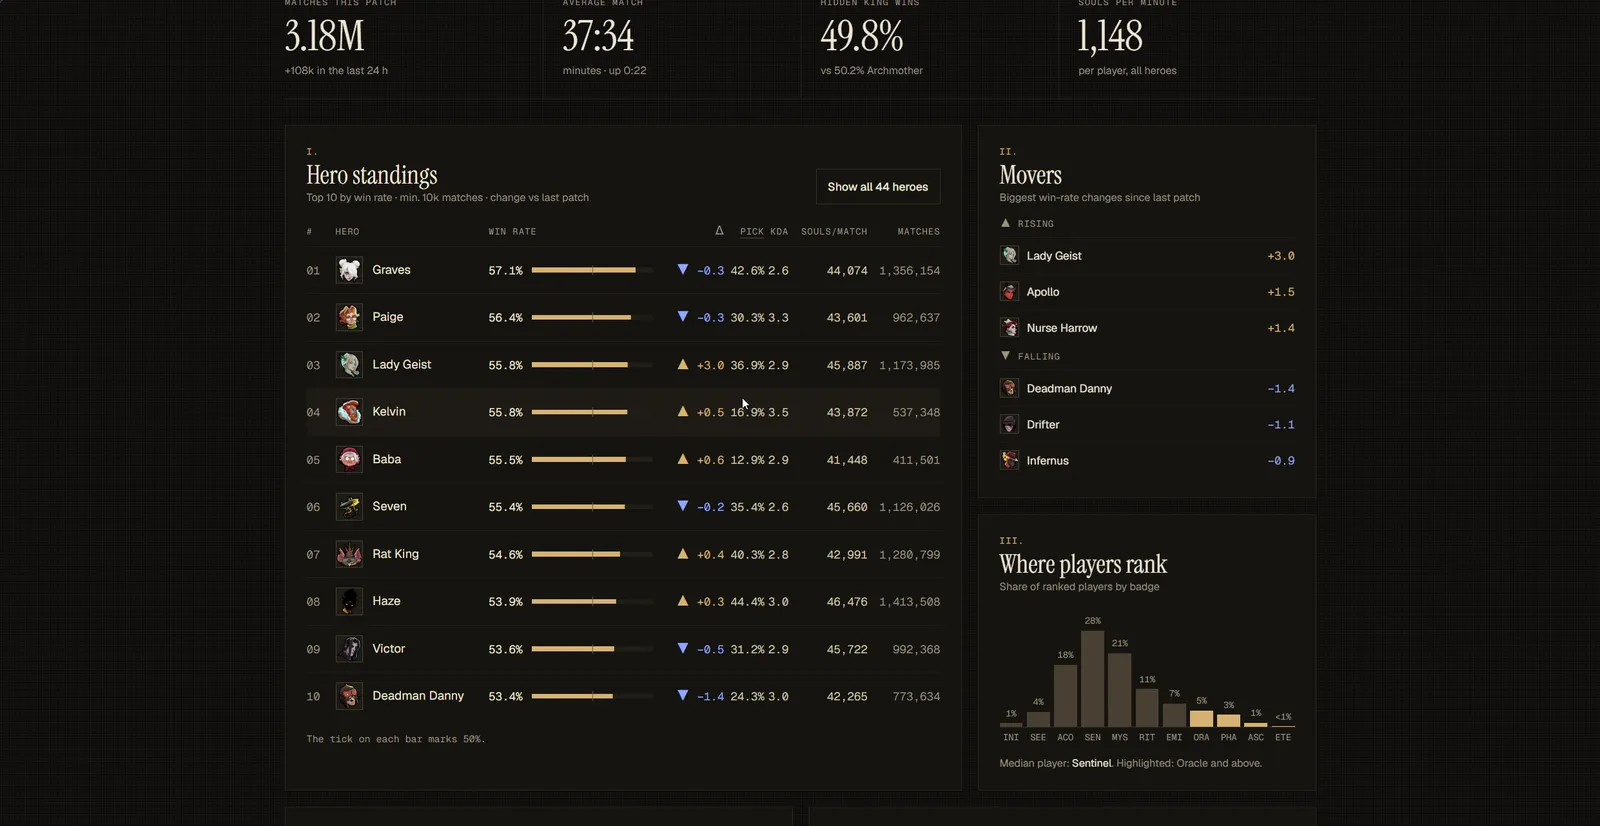 MATCHES THIS PATCH AVERAGE MATCH HIDDEN KING WINS SOULS PER MINUTE
3.18M 37:34 49.8% 1,148
+108k in the last 24 h minutes · up 0:22 vs 50.2% Archmother per player, all heroes
I.
Hero standings
Top 10 by win rate · min. 10k matches · change vs last patch
Show all 44 heroes
# HERO WIN RATE Δ PICK KDA SOULS/MATCH MATCHES
01 Graves 57.1% ▼ −0.3 42.6% 2.6 44,074 1,356,154
02 Paige 56.4% ▼ −0.3 30.3% 3.3 43,601 962,637
03 Lady Geist 55.8% ▲ +3.0 36.9% 2.9 45,887 1,173,985
04 Kelvin 55.8% ▲ +0.5 16.9% 3.5 43,872 537,348
05 Baba 55.5% ▲ +0.6 12.9% 2.9 41,448 411,501
06 Seven 55.4% ▼ −0.2 35.4% 2.6 45,660 1,126,026
07 Rat King 54.6% ▲ +0.4 40.3% 2.8 42,991 1,280,799
08 Haze 53.9% ▲ +0.3 44.4% 3.0 46,476 1,413,508
09 Victor 53.6% ▼ −0.5 31.2% 2.9 45,722 992,368
10 Deadman Danny 53.4% ▼ −1.4 24.3% 3.0 42,265 773,634
The tick on each bar marks 50%.
II.
Movers
Biggest win-rate changes since last patch
▲ RISING
Lady Geist +3.0
Apollo +1.5
Nurse Harrow +1.4
▼ FALLING
Deadman Danny −1.4
Drifter −1.1
Infernus −0.9
III.
Where players rank
Share of ranked players by badge
1% 4% 18% 28% 21% 11% 7% 5% 3% 1% <1%
INI SEE ACO SEN MYS RIT EMI ORA PHA ASC ETE
Median player: Sentinel. Highlighted: Oracle and above.